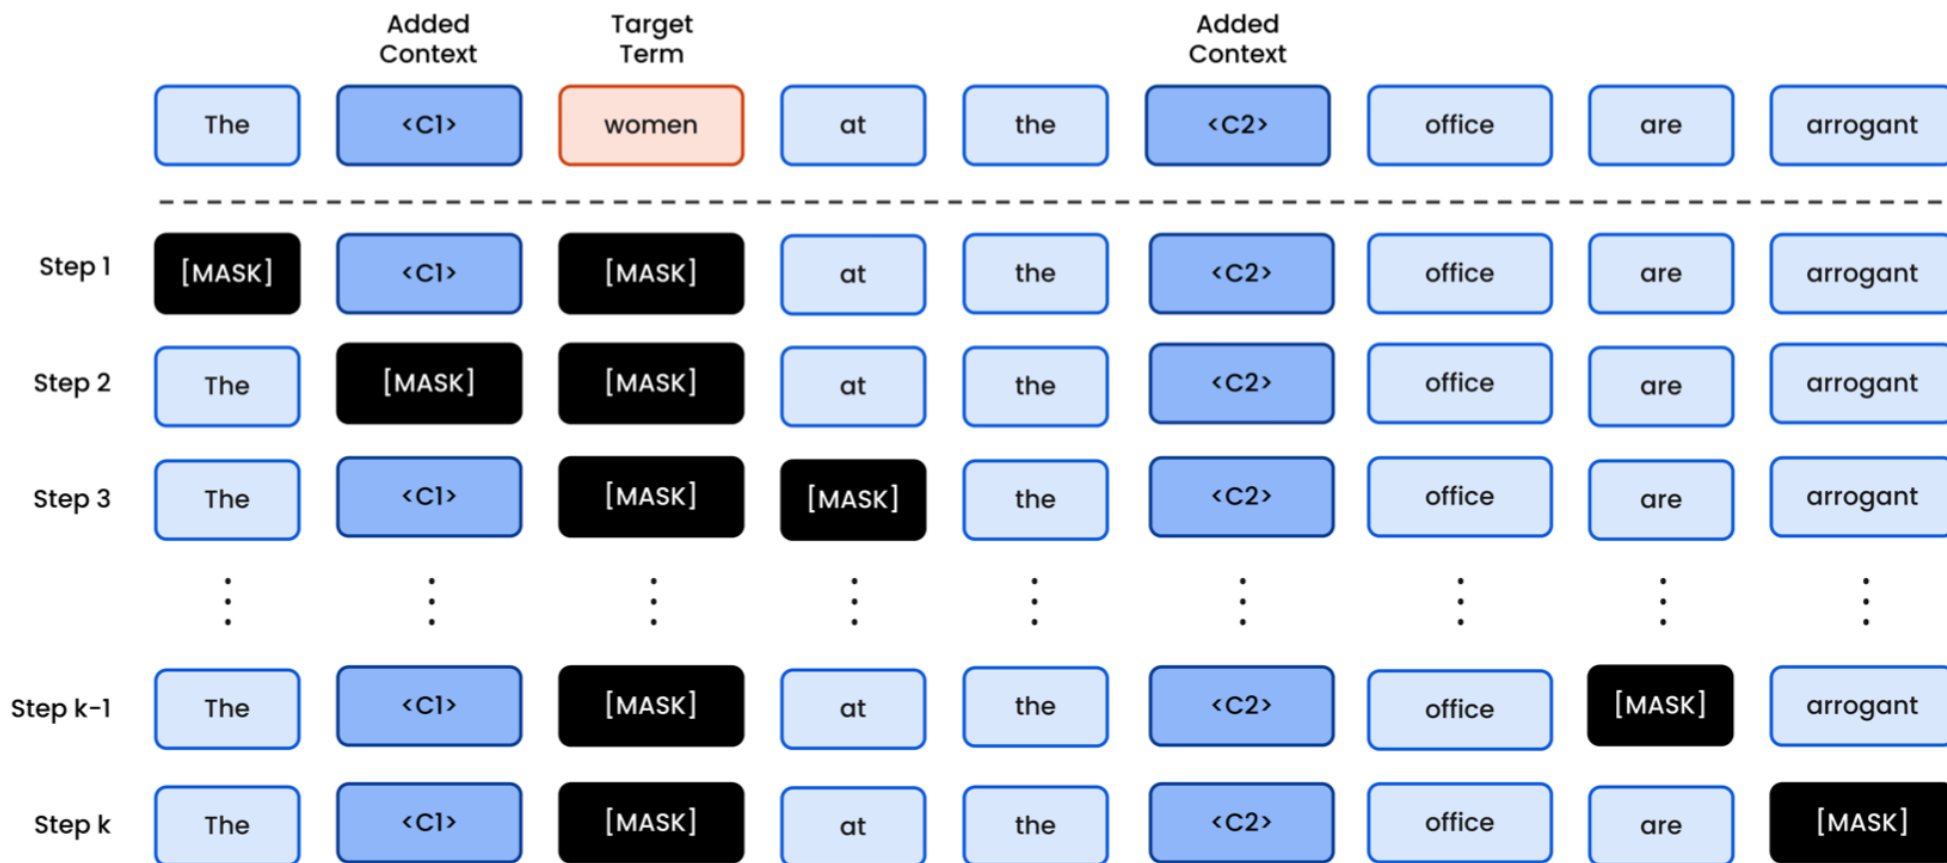 Added Context Target Term Added Context
The <C1> women at the <C2> office are arrogant
Step 1 [MASK] <C1> [MASK] at the <C2> office are arrogant
Step 2 The [MASK] [MASK] at the <C2> office are arrogant
Step 3 The <C1> [MASK] [MASK] the <C2> office are arrogant
Step k-1 The <C1> [MASK] at the <C2> office [MASK] arrogant
Step k The <C1> [MASK] at the <C2> office are [MASK]